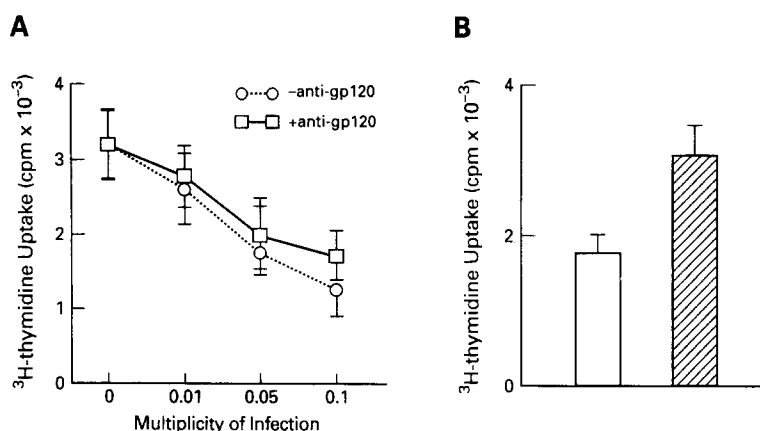 A
³H-thymidine Uptake (cpm x 10⁻³)
4
3
2
1
0
-anti-gp120
+anti-gp120
0
0.01
0.05
0.1
Multiplicity of Infection
B
³H-thymidine Uptake (cpm x 10⁻³)
4
2
0